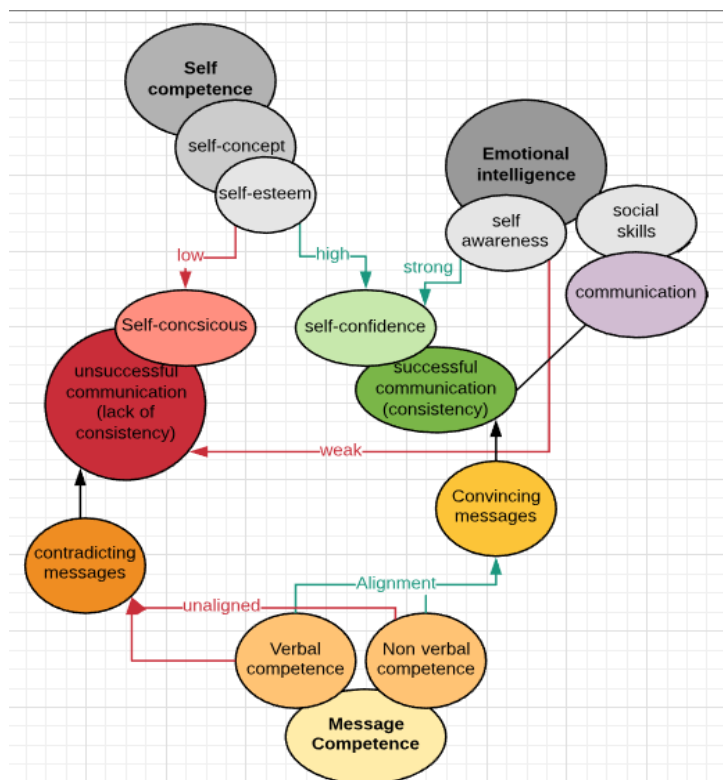 Self
competence
self-concept
self-esteem
Emotional
intelligence
self
awareness
social
skills
communication
low
high
strong
Self-concsicous
self-confidence
unsuccessful
communication
(lack of
consistency)
successful
communication
(consistency)
weak
Convincing
messages
contradicting
messages
Alignment
unaligned
Verbal
competence
Non verbal
competence
Message
Competence